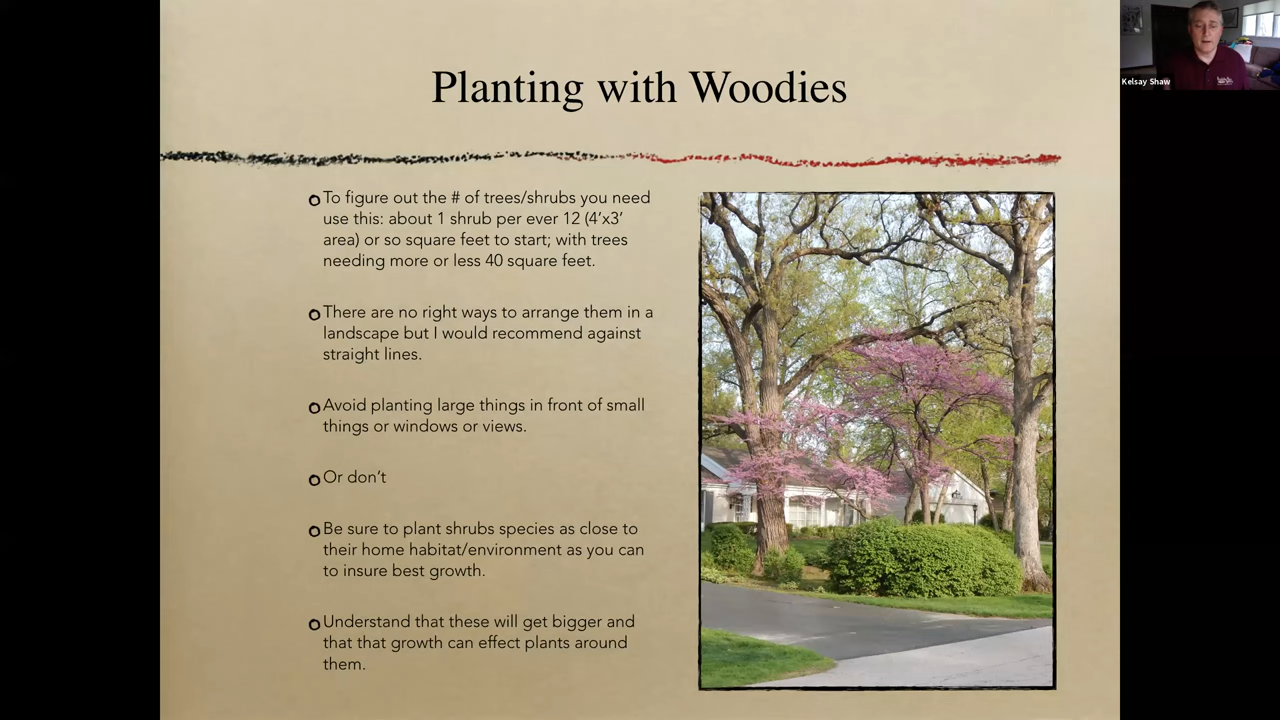 Planting with Woodies
Kelsay Shaw
To figure out the # of trees/shrubs you need
use this: about 1 shrub per ever 12 (4’x3’
area) or so square feet to start; with trees
needing more or less 40 square feet.
There are no right ways to arrange them in a
landscape but I would recommend against
straight lines.
Avoid planting large things in front of small
things or windows or views.
Or don’t
Be sure to plant shrubs species as close to
their home habitat/environment as you can
to insure best growth.
Understand that these will get bigger and
that that growth can effect plants around
them.